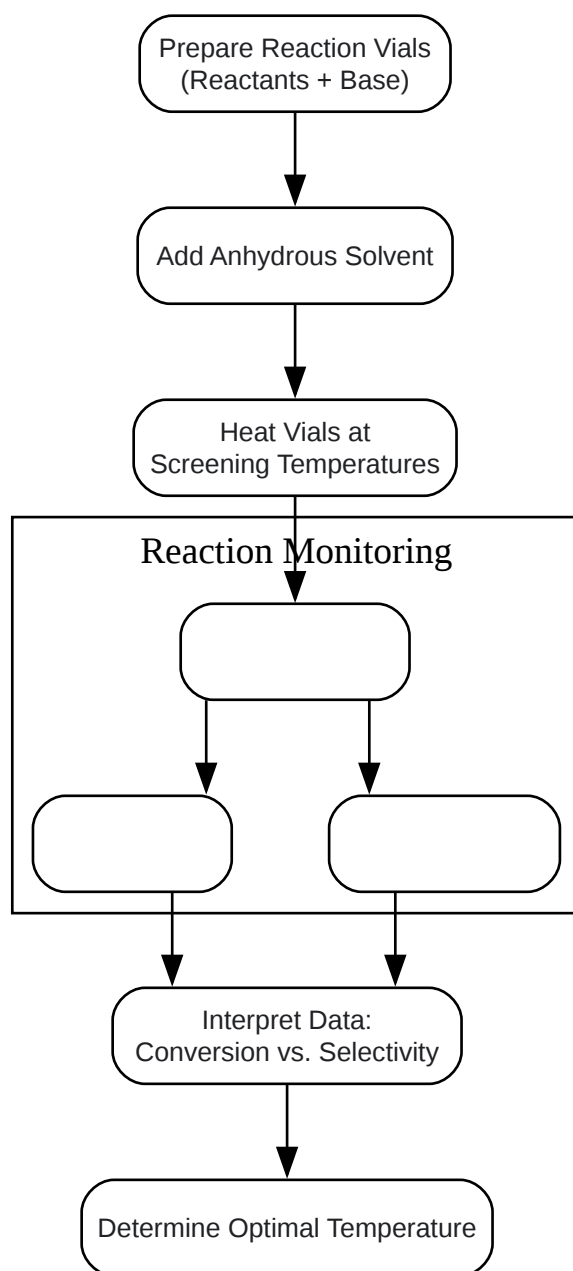 Prepare Reaction Vials
(Reactants + Base)
Add Anhydrous Solvent
Heat Vials at
Screening Temperatures
Reaction Monitoring
Interpret Data:
Conversion vs. Selectivity
Determine Optimal Temperature